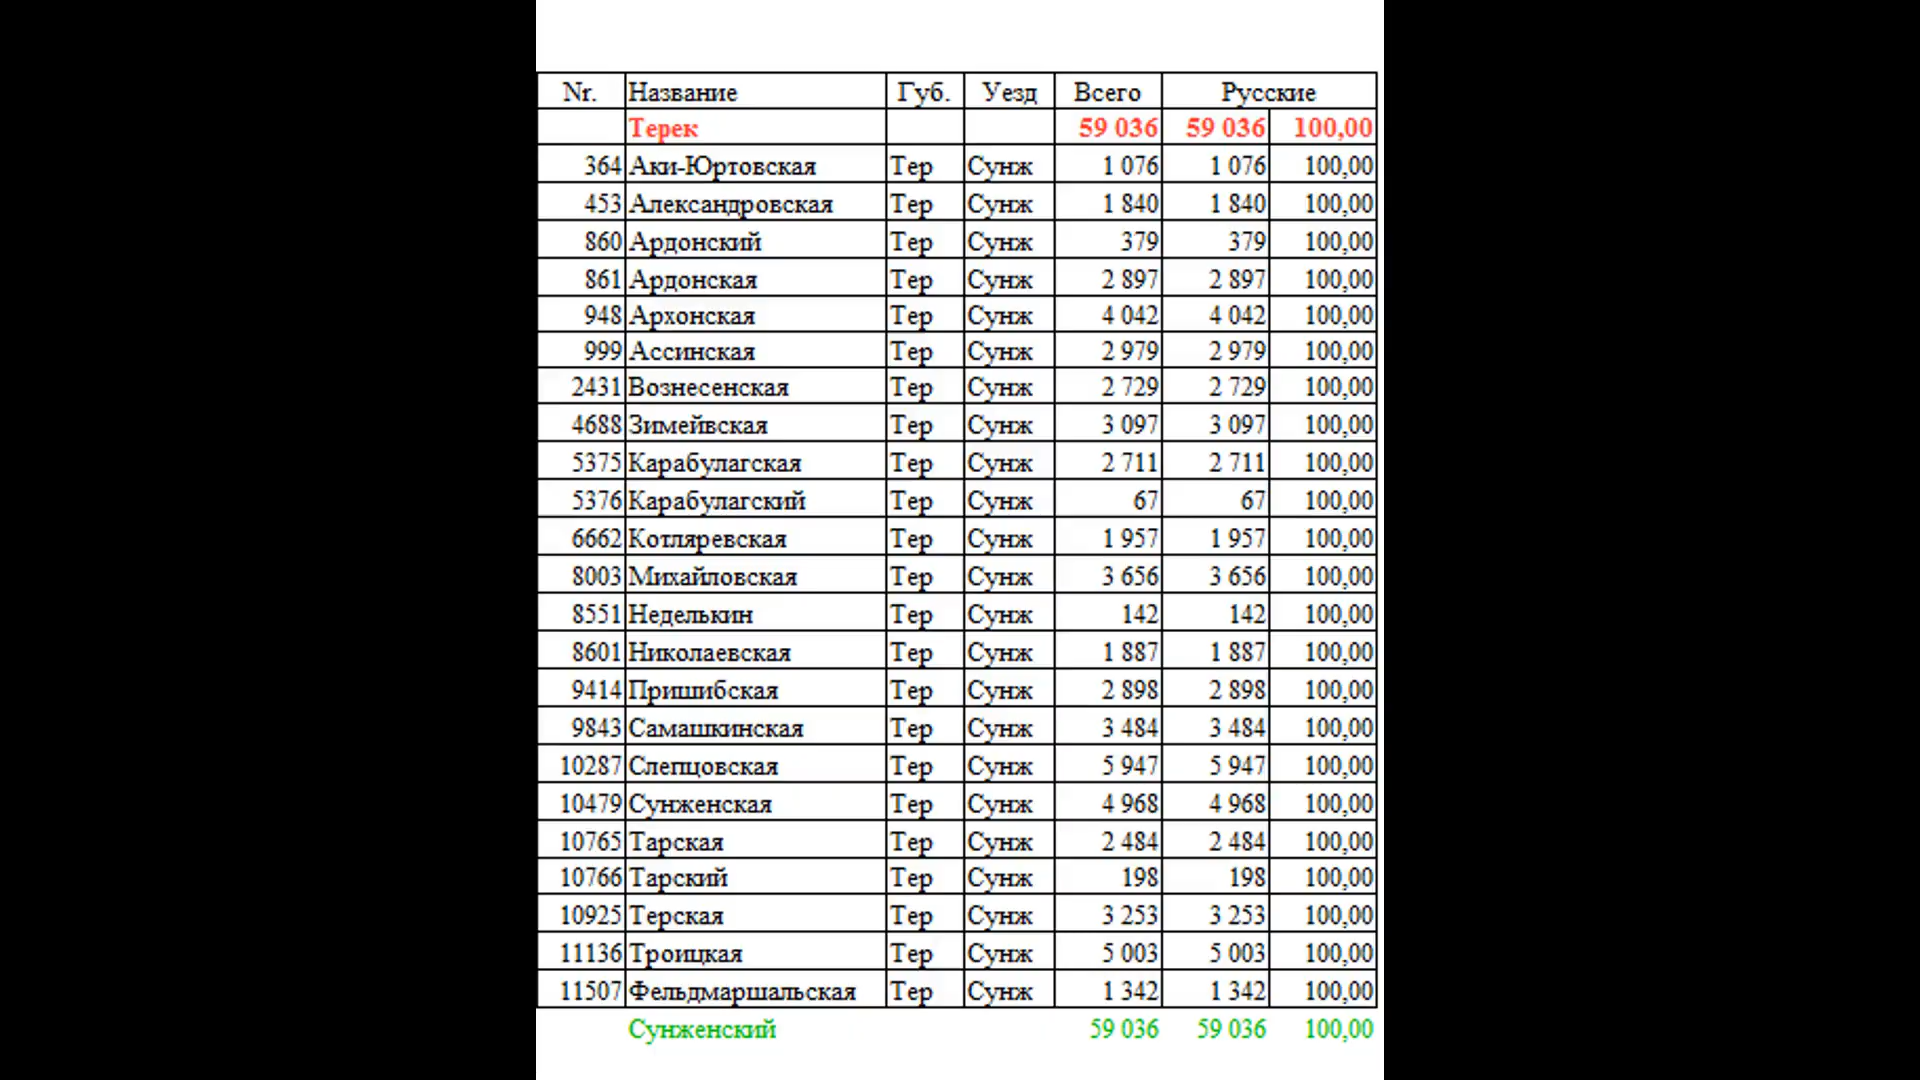 Nr. Название Губ. Уезд Всего Русские
Терек 59 036 59 036 100,00
364 Аки-Юртовская Тер Сунж 1 076 1 076 100,00
453 Александровская Тер Сунж 1 840 1 840 100,00
860 Ардонский Тер Сунж 379 379 100,00
861 Ардонская Тер Сунж 2 897 2 897 100,00
948 Архонская Тер Сунж 4 042 4 042 100,00
999 Ассинская Тер Сунж 2 979 2 979 100,00
2431 Вознесенская Тер Сунж 2 729 2 729 100,00
4688 Зимейвская Тер Сунж 3 097 3 097 100,00
5375 Карабулагская Тер Сунж 2 711 2 711 100,00
5376 Карабулагский Тер Сунж 67 67 100,00
6662 Котляревская Тер Сунж 1 957 1 957 100,00
8003 Михайловская Тер Сунж 3 656 3 656 100,00
8551 Неделькин Тер Сунж 142 142 100,00
8601 Николаевская Тер Сунж 1 887 1 887 100,00
9414 Пришибская Тер Сунж 2 898 2 898 100,00
9843 Самашкинская Тер Сунж 3 484 3 484 100,00
10287 Слепцовская Тер Сунж 5 947 5 947 100,00
10479 Сунженская Тер Сунж 4 968 4 968 100,00
10765 Тарская Тер Сунж 2 484 2 484 100,00
10766 Тарский Тер Сунж 198 198 100,00
10925 Терская Тер Сунж 3 253 3 253 100,00
11136 Троицкая Тер Сунж 5 003 5 003 100,00
11507 Фельдмаршальская Тер Сунж 1 342 1 342 100,00
Сунженский 59 036 59 036 100,00